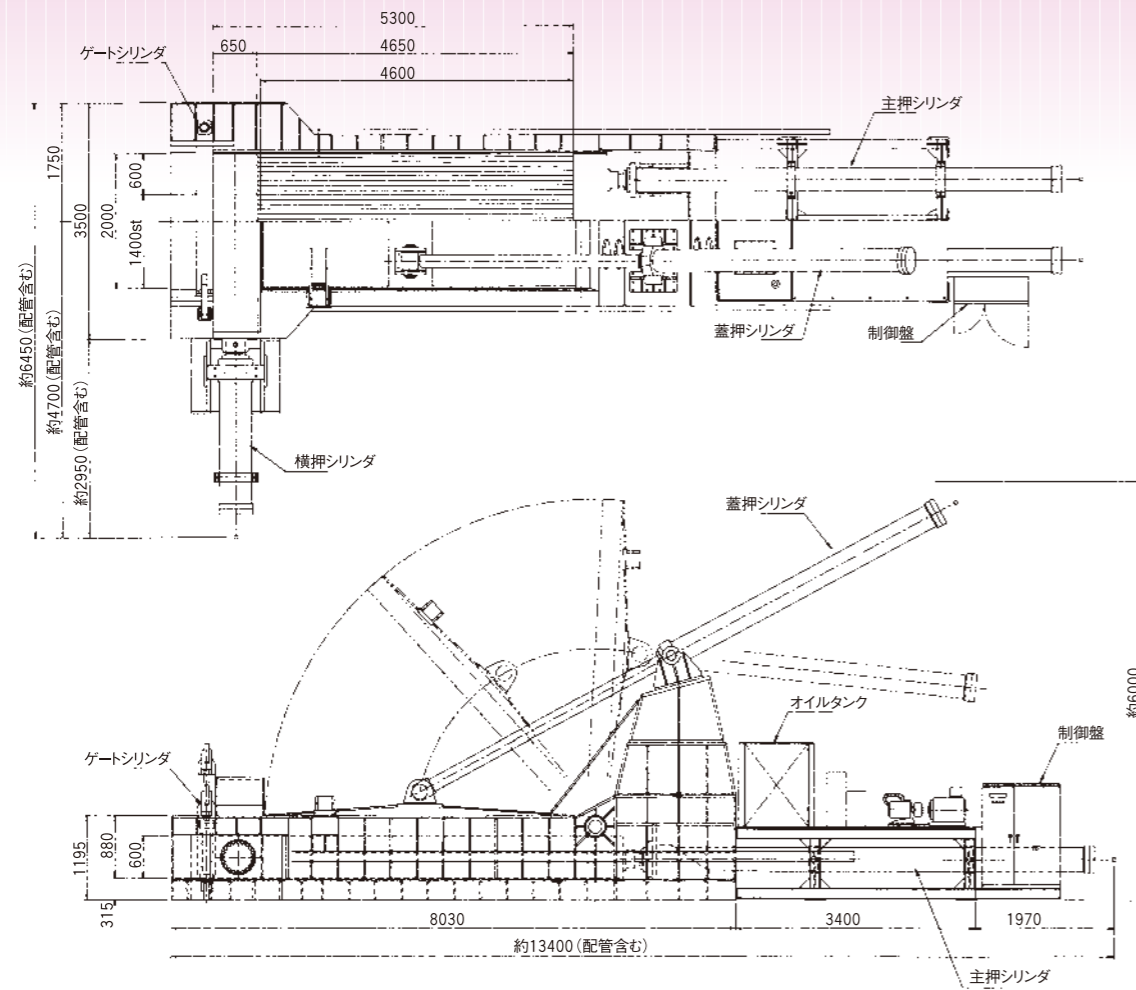 5300
650
4650
4600
ゲートシリンダ
主押シリンダ
1750
3500
2000
600
1400st
約6450(配管含む)
約4700(配管含む)
約2950(配管含む)
蓋押シリンダ
制御盤
横押シリンダ
蓋押シリンダ
約6000
オイルタンク
制御盤
ゲートシリンダ
1195
880
600
315
8030
3400
1970
約13400(配管含む)
主押シリンダ